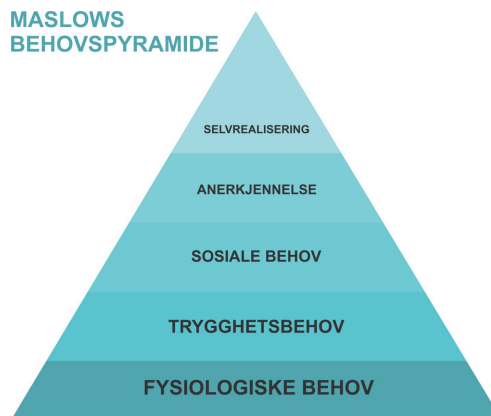 MASLOWS
BEHOVSPYRAMIDE
SELVREALISERING
ANERKJENNELSE
SOSIALE BEHOV
TRYGGHETSBEHOV
FYSIOLOGISKE BEHOV